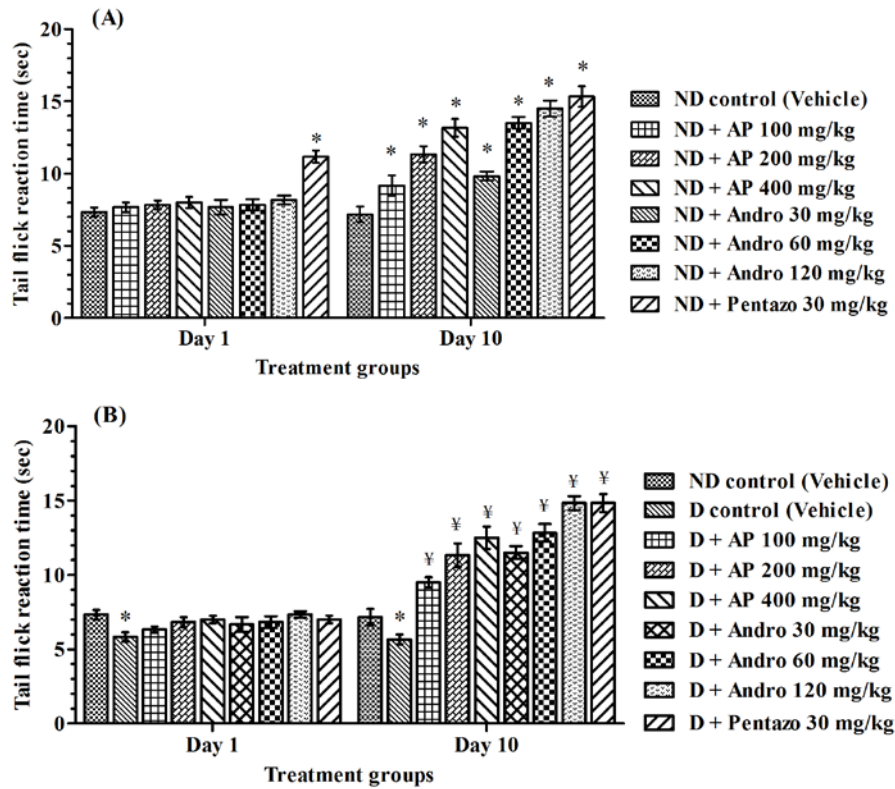 (A)
Tail flick reaction time (sec)
20
15
10
5
0
* * * * * * * *
Day 1 Day 10
Treatment groups
ND control (Vehicle)
ND + AP 100 mg/kg
ND + AP 200 mg/kg
ND + AP 400 mg/kg
ND + Andro 30 mg/kg
ND + Andro 60 mg/kg
ND + Andro 120 mg/kg
ND + Pentazo 30 mg/kg
(B)
Tail flick reaction time (sec)
20
15
10
5
0
* * ¥ ¥ ¥ ¥ ¥ ¥ ¥
Day 1 Day 10
Treatment groups
ND control (Vehicle)
D control (Vehicle)
D + AP 100 mg/kg
D + AP 200 mg/kg
D + AP 400 mg/kg
D + Andro 30 mg/kg
D + Andro 60 mg/kg
D + Andro 120 mg/kg
D + Pentazo 30 mg/kg